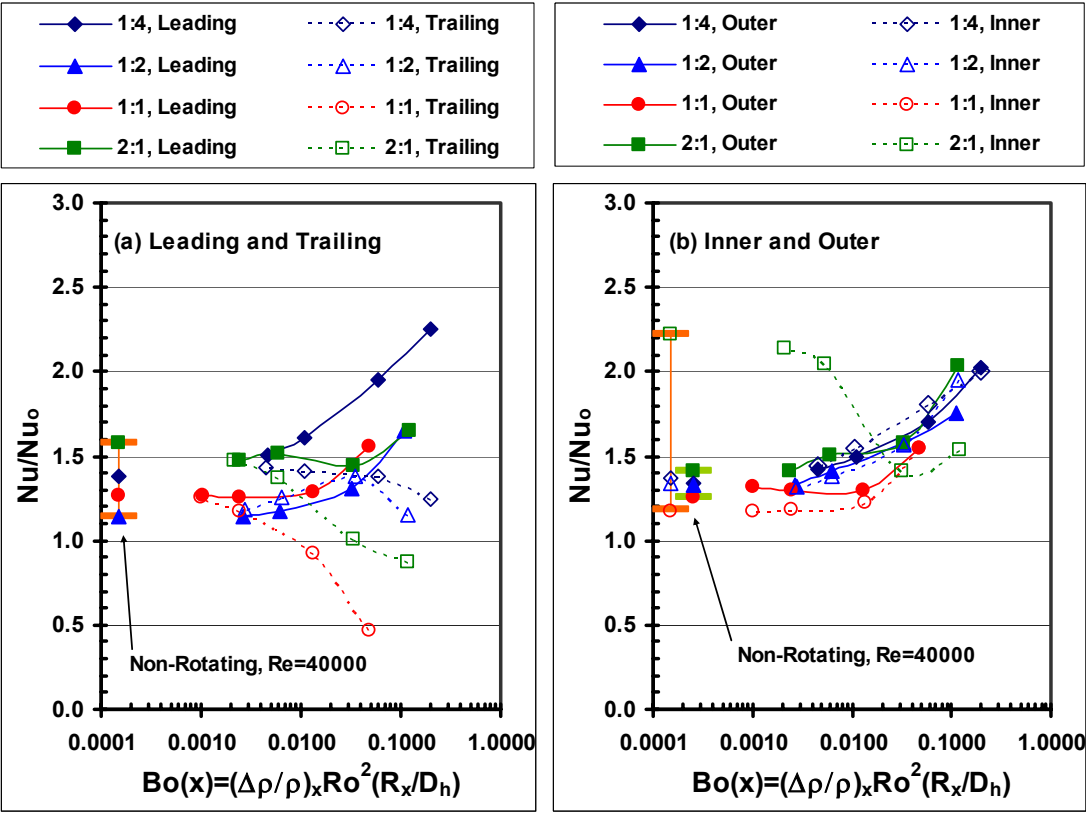 1:4, Leading 1:4, Trailing
1:2, Leading 1:2, Trailing
1:1, Leading 1:1, Trailing
2:1, Leading 2:1, Trailing
1:4, Outer 1:4, Inner
1:2, Outer 1:2, Inner
1:1, Outer 1:1, Inner
2:1, Outer 2:1, Inner
(a) Leading and Trailing
Nu/Nuo
3.0
2.5
2.0
1.5
1.0
0.5
0.0
Non-Rotating, Re=40000
0.0001 0.0010 0.0100 0.1000 1.0000
Bo(x)=(Δρ/ρ)xRo²(Rx/Dh)
(b) Inner and Outer
Nu/Nuo
3.0
2.5
2.0
1.5
1.0
0.5
0.0
Non-Rotating, Re=40000
0.0001 0.0010 0.0100 0.1000 1.0000
Bo(x)=(Δρ/ρ)xRo²(Rx/Dh)